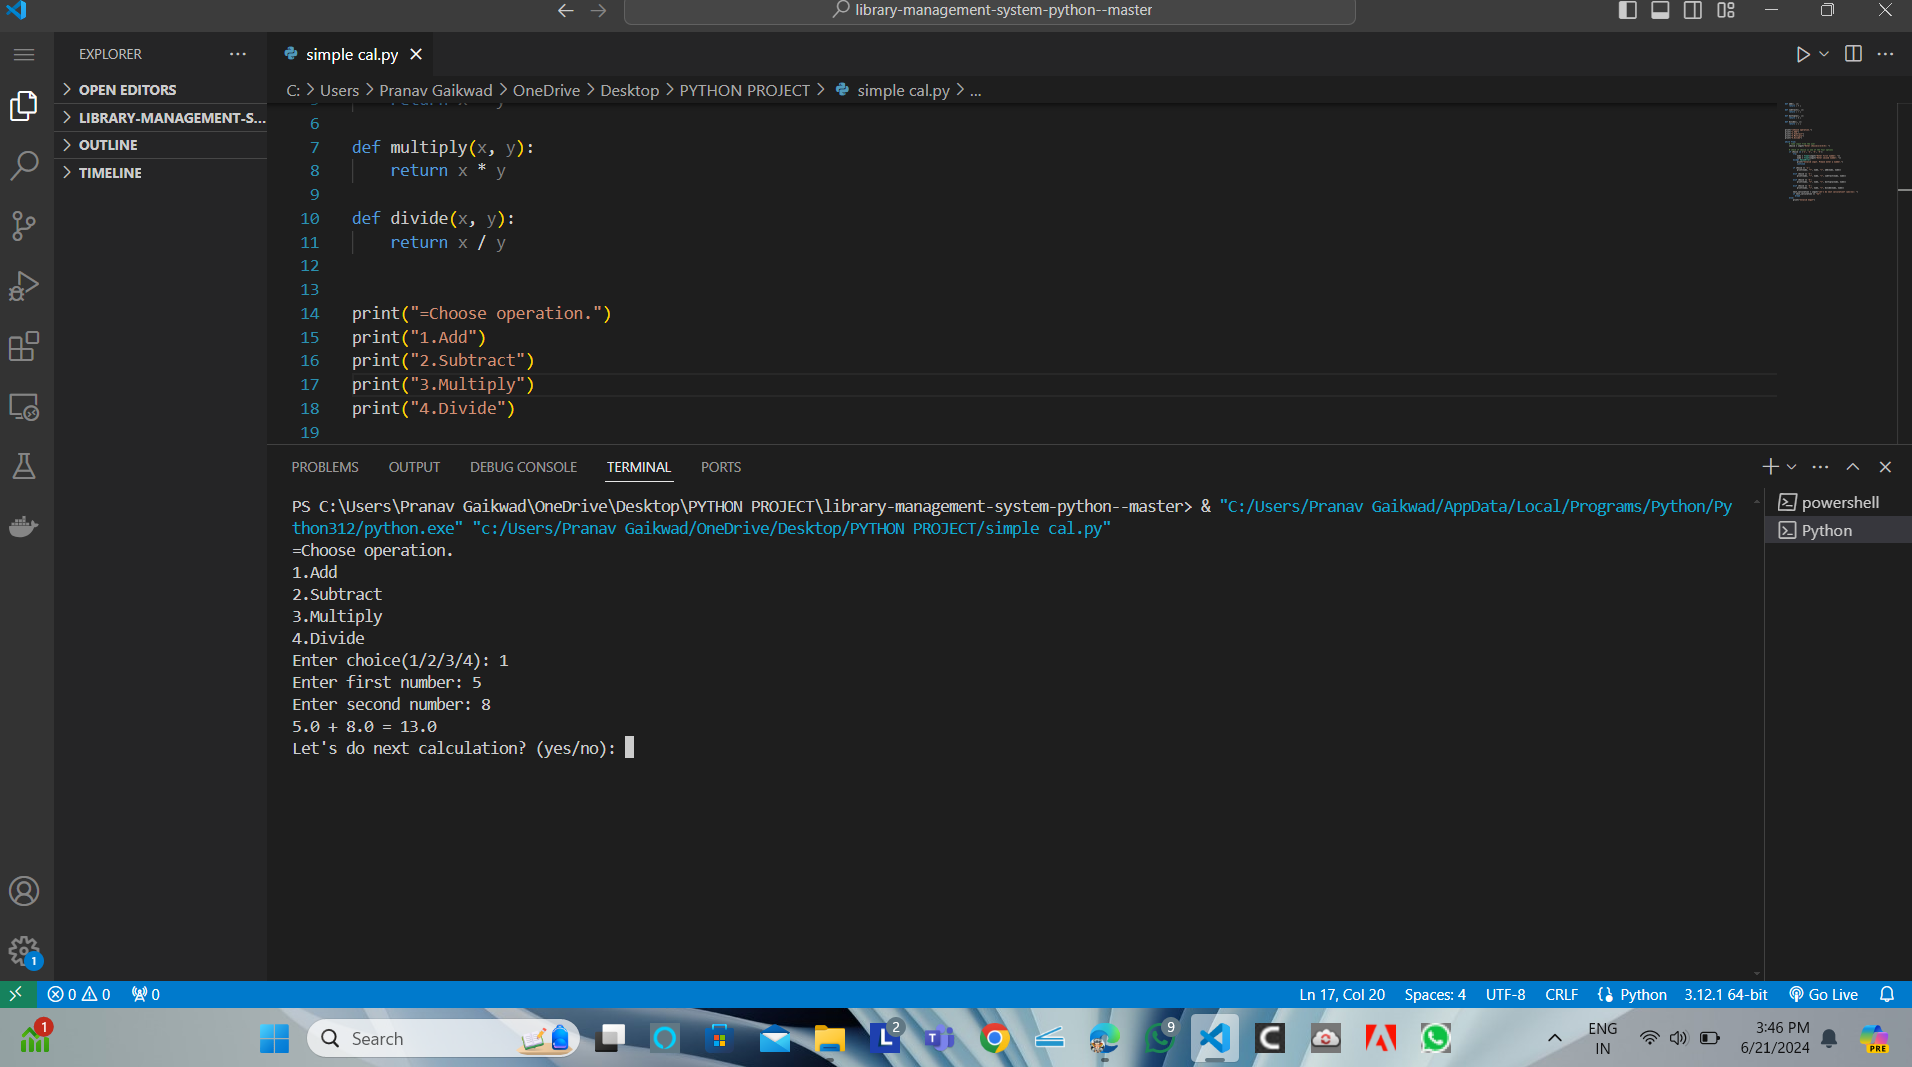 library-management-system-python--master
EXPLORER
OPEN EDITORS
LIBRARY-MANAGEMENT-S...
OUTLINE
TIMELINE
simple cal.py
C: > Users > Pranav Gaikwad > OneDrive > Desktop > PYTHON PROJECT > simple cal.py > ...
6
7 def multiply(x, y):
8 return x * y
9
10 def divide(x, y):
11 return x / y
12
13
14 print("=Choose operation.")
15 print("1.Add")
16 print("2.Subtract")
17 print("3.Multiply")
18 print("4.Divide")
19
PROBLEMS OUTPUT DEBUG CONSOLE TERMINAL PORTS
PS C:\Users\Pranav Gaikwad\OneDrive\Desktop\PYTHON PROJECT\library-management-system-python--master> & "C:/Users/Pranav Gaikwad/AppData/Local/Programs/Python/Py
thon312/python.exe" "c:/Users/Pranav Gaikwad/OneDrive/Desktop/PYTHON PROJECT/simple cal.py"
=Choose operation.
1.Add
2.Subtract
3.Multiply
4.Divide
Enter choice(1/2/3/4): 1
Enter first number: 5
Enter second number: 8
5.0 + 8.0 = 13.0
Let's do next calculation? (yes/no):
powershell
Python
1
0 0 0
Ln 17, Col 20 Spaces: 4 UTF-8 CRLF Python 3.12.1 64-bit Go Live
1
Search
2
9
ENG
IN
3:46 PM
6/21/2024
PRE